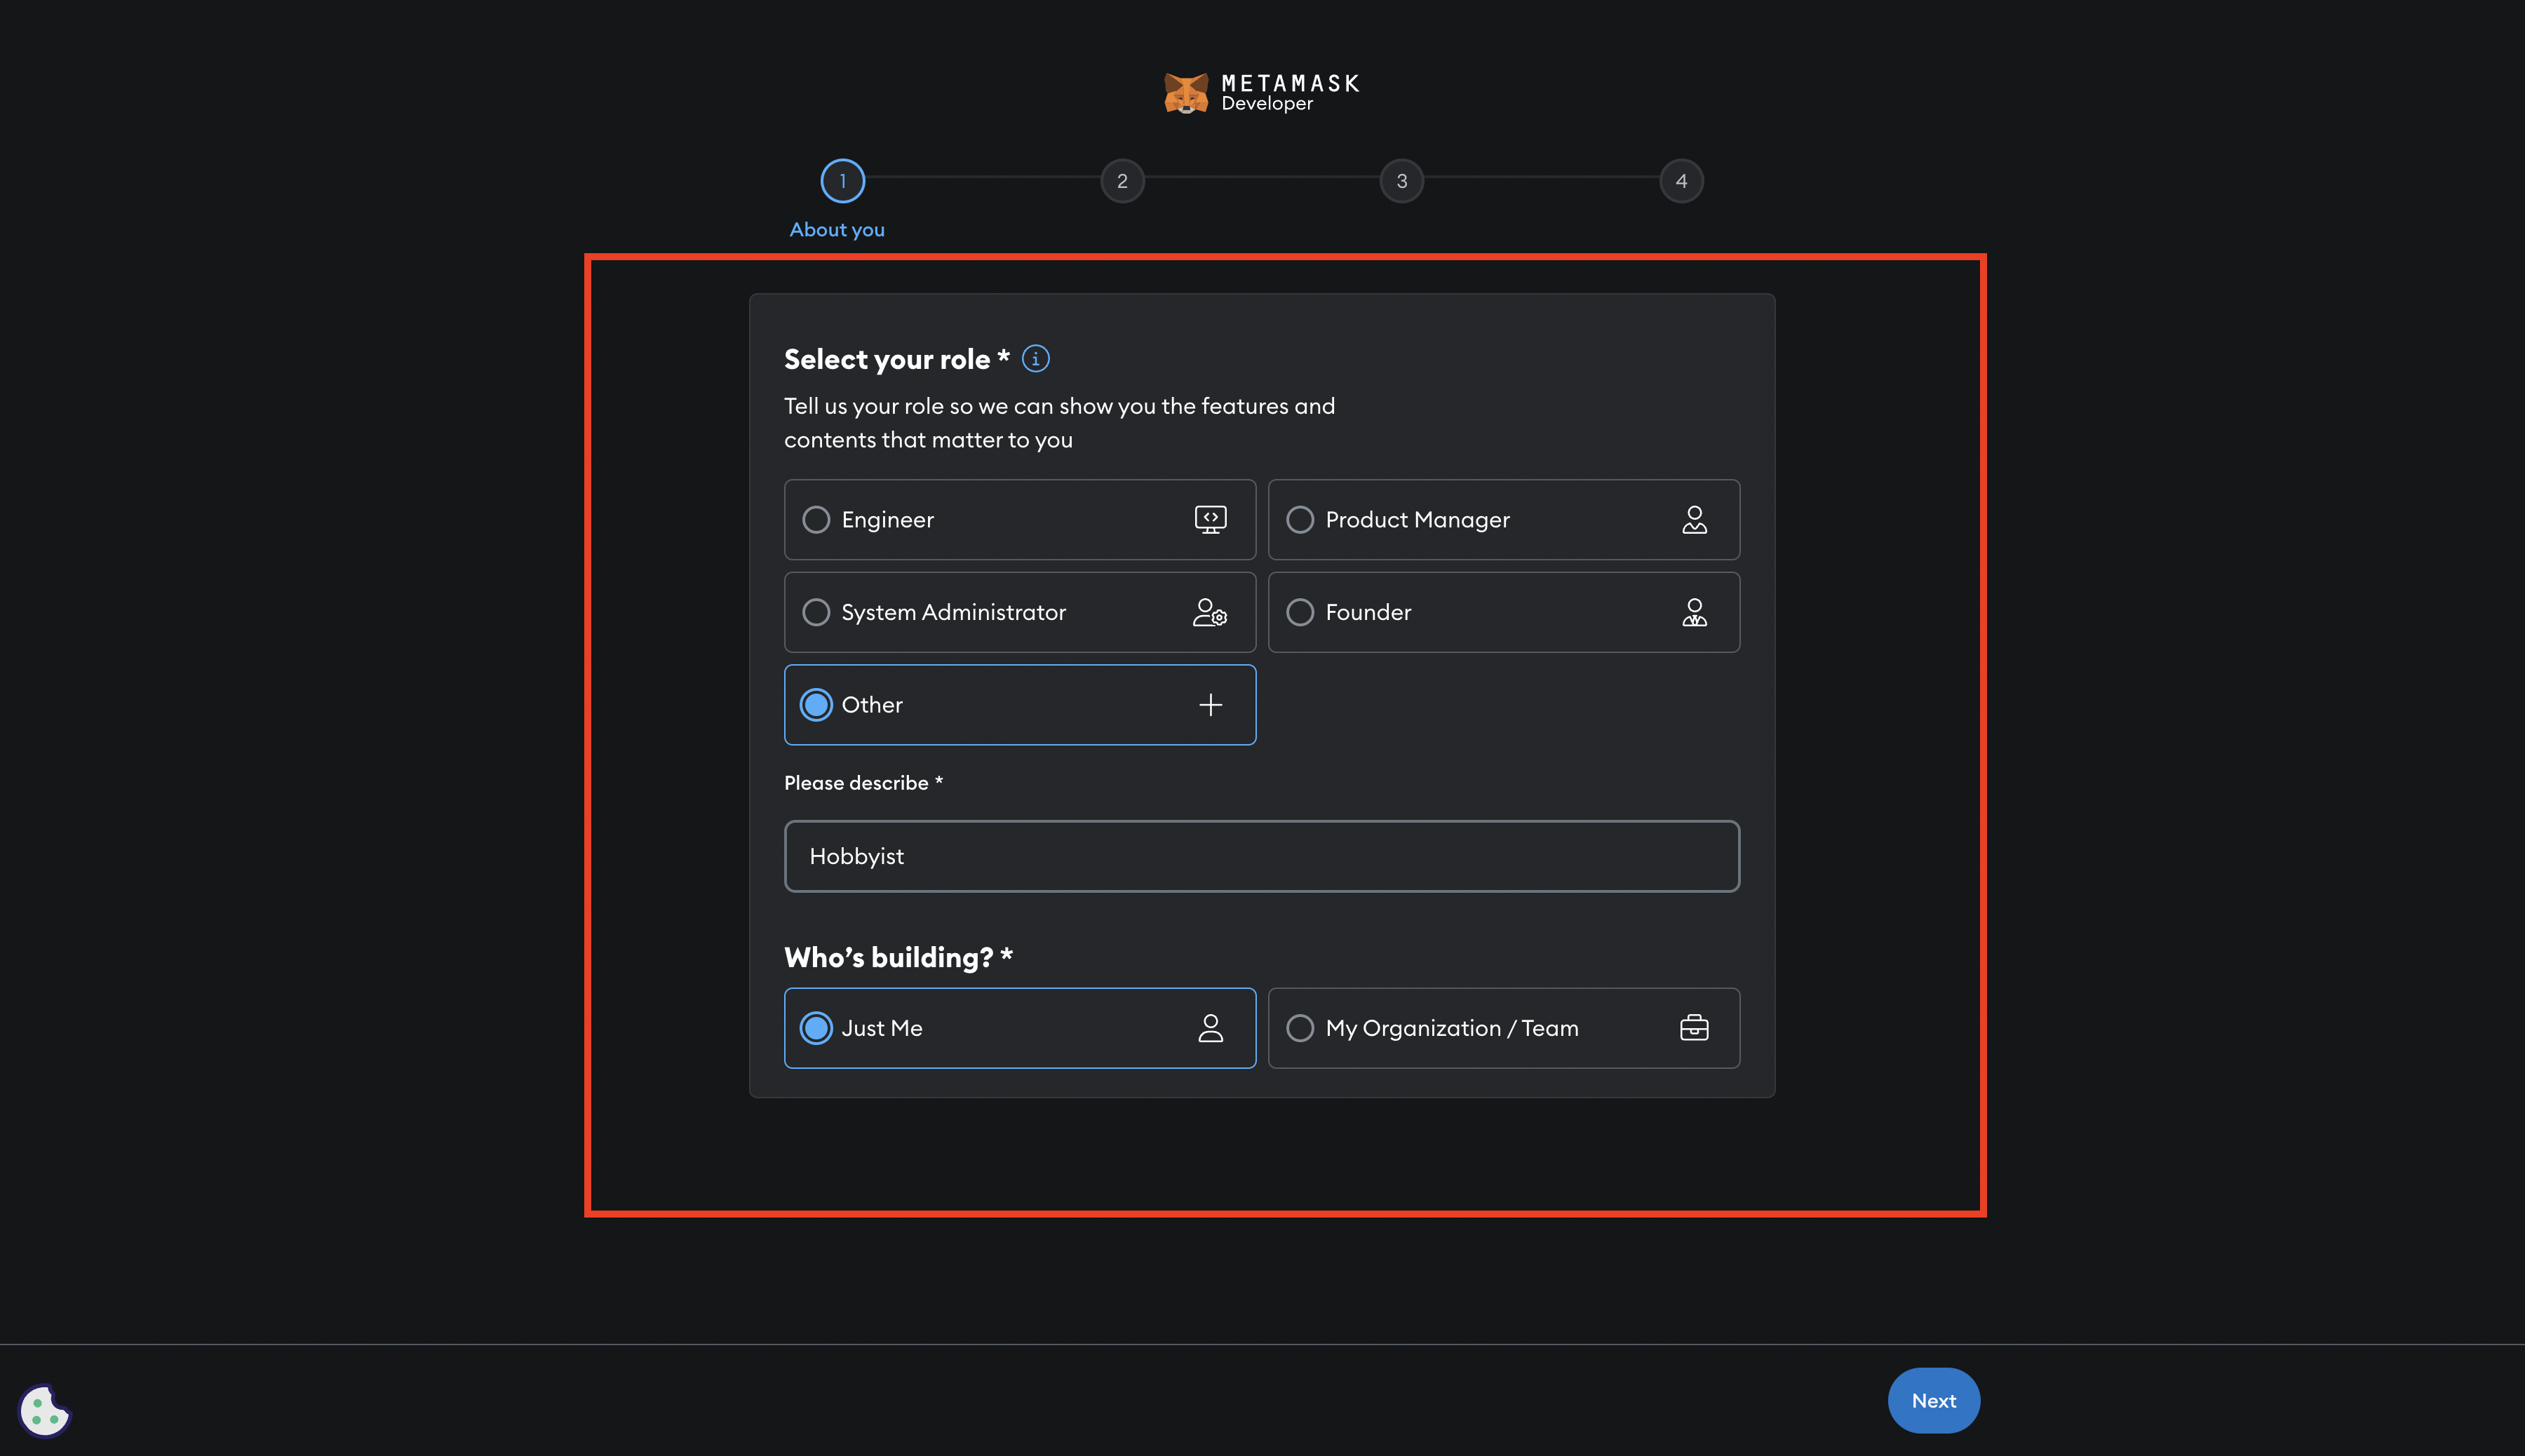 METAMASK
Developer
1
2
3
4
About you
Select your role *
Tell us your role so we can show you the features and
contents that matter to you
Engineer
Product Manager
System Administrator
Founder
Other
Please describe *
Hobbyist
Who’s building? *
Just Me
My Organization / Team
Next